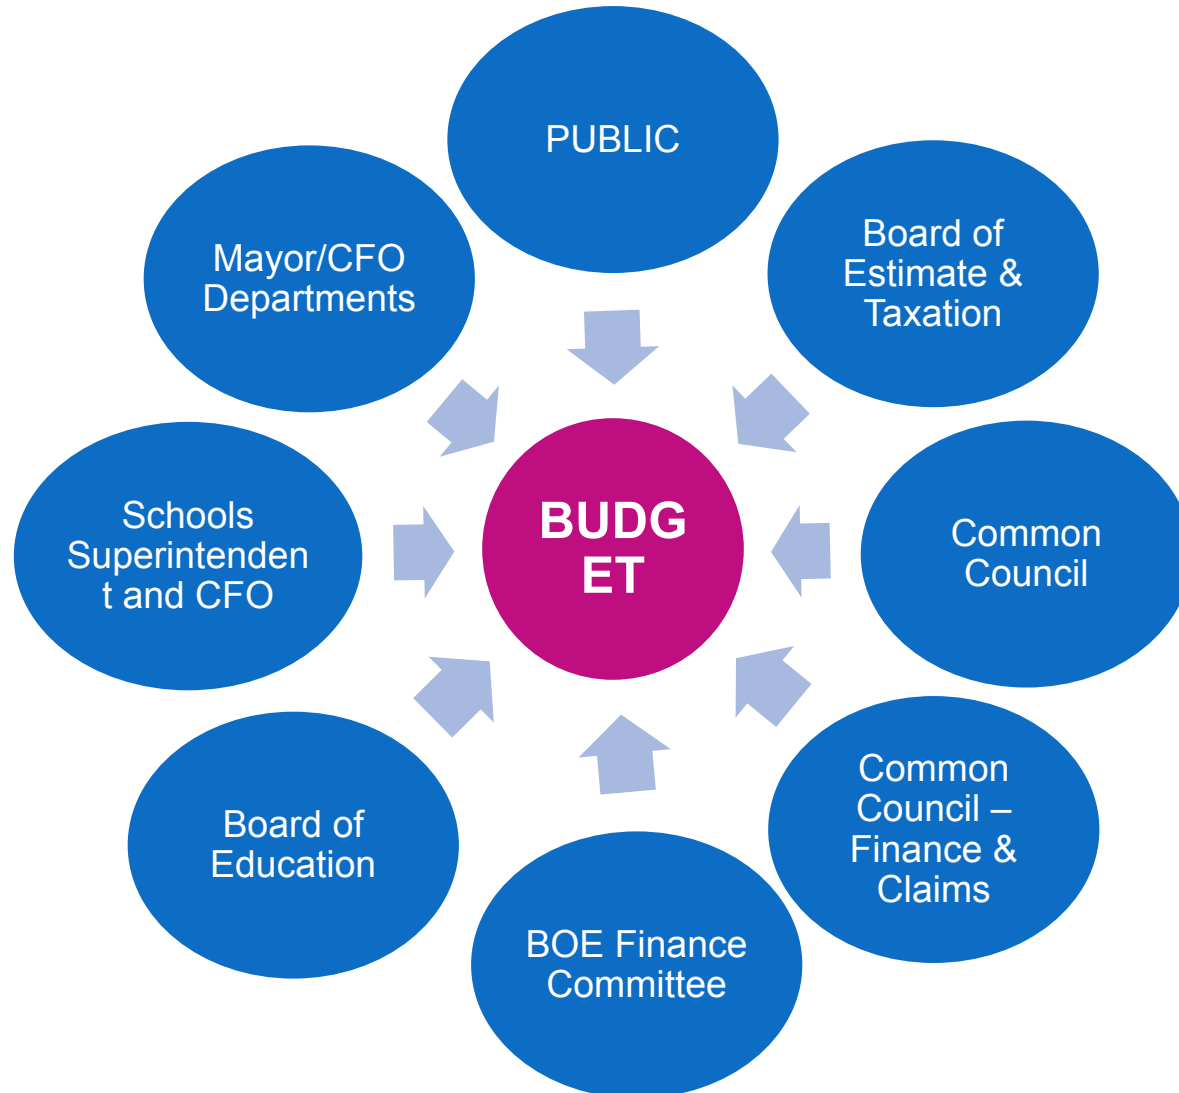 PUBLIC
Board of
Estimate &
Taxation
Common
Council
Common
Council –
Finance &
Claims
BOE Finance
Committee
Board of
Education
Schools
Superintenden
t and CFO
Mayor/CFO
Departments
BUDG
ET